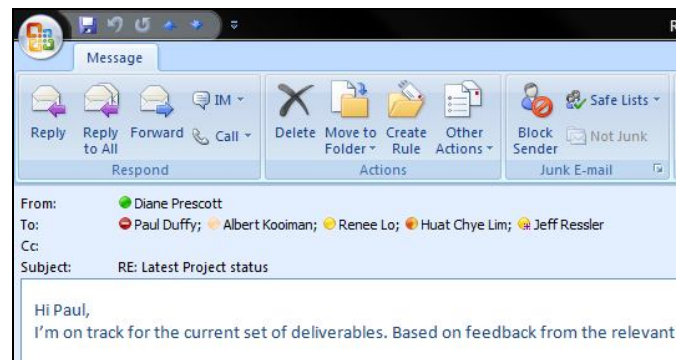 R
Message
Reply
Reply to All
Forward
IM
Call
Respond
Delete
Move to Folder
Create Rule
Other Actions
Actions
Block Sender
Safe Lists
Not Junk
Junk E-mail
From: Diane Prescott
To: Paul Duffy; Albert Kooiman; Renee Lo; Huat Chye Lim; Jeff Ressler
Cc:
Subject: RE: Latest Project status
Hi Paul,
I'm on track for the current set of deliverables. Based on feedback from the relevant